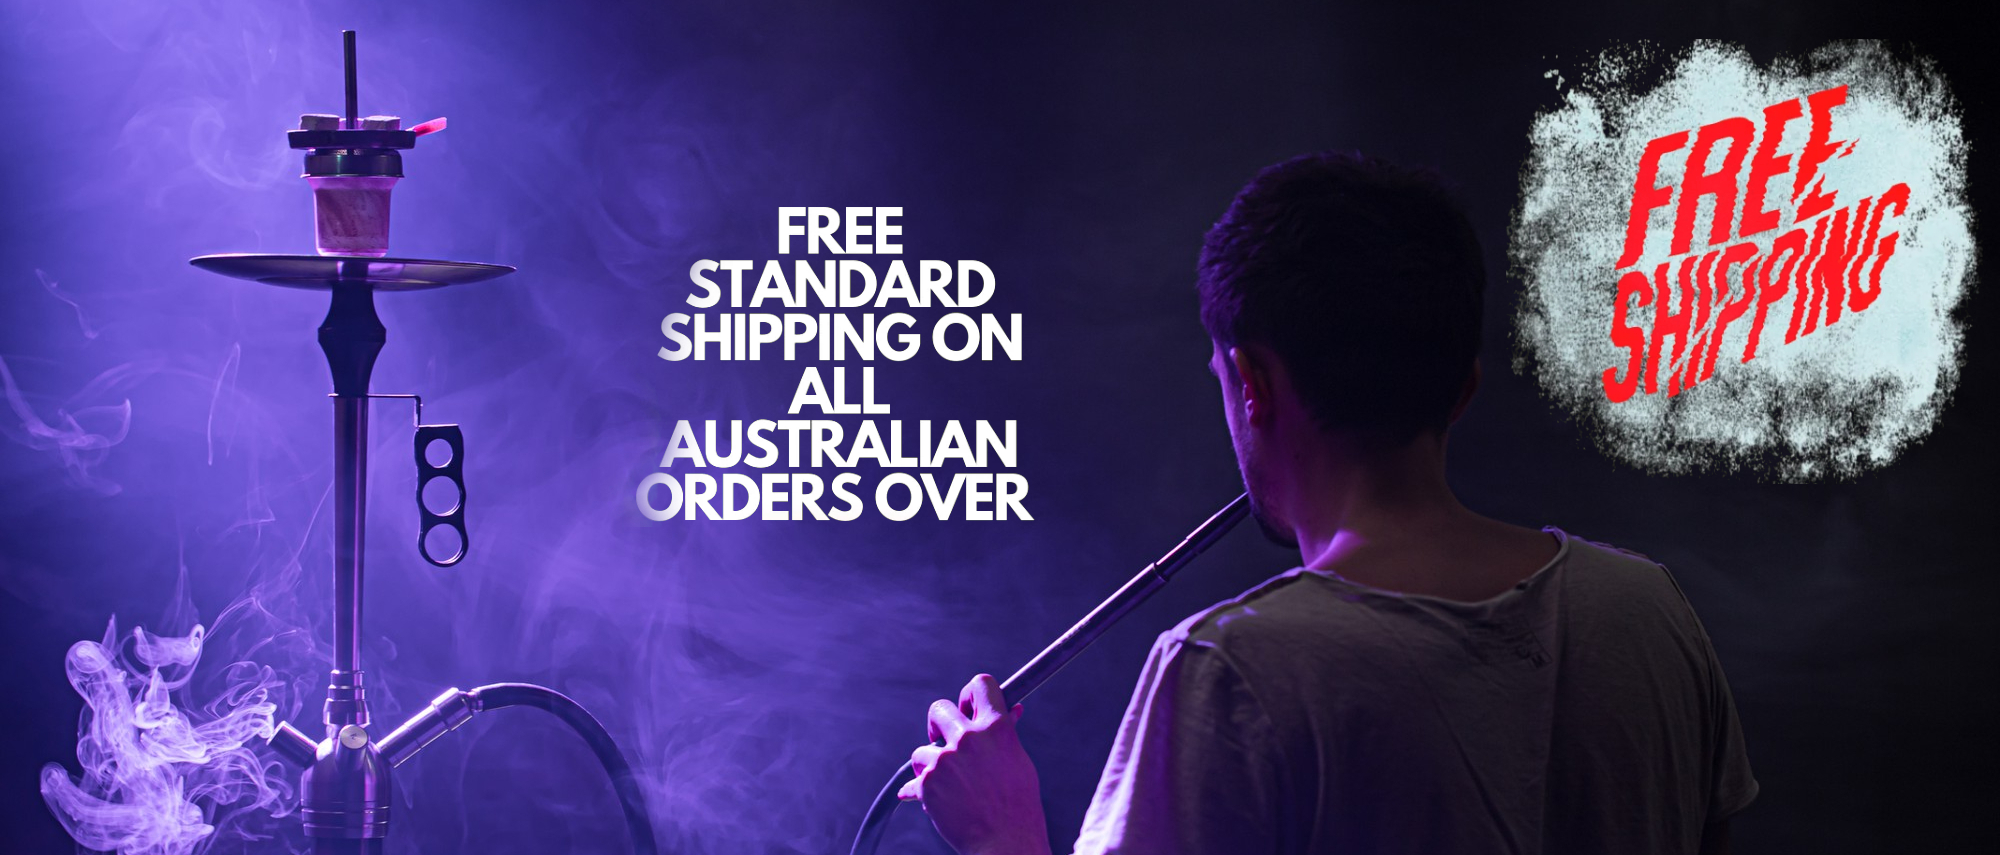 FREE
STANDARD
SHIPPING ON
ALL
AUSTRALIAN
ORDERS OVER
FREE
SHIPPING